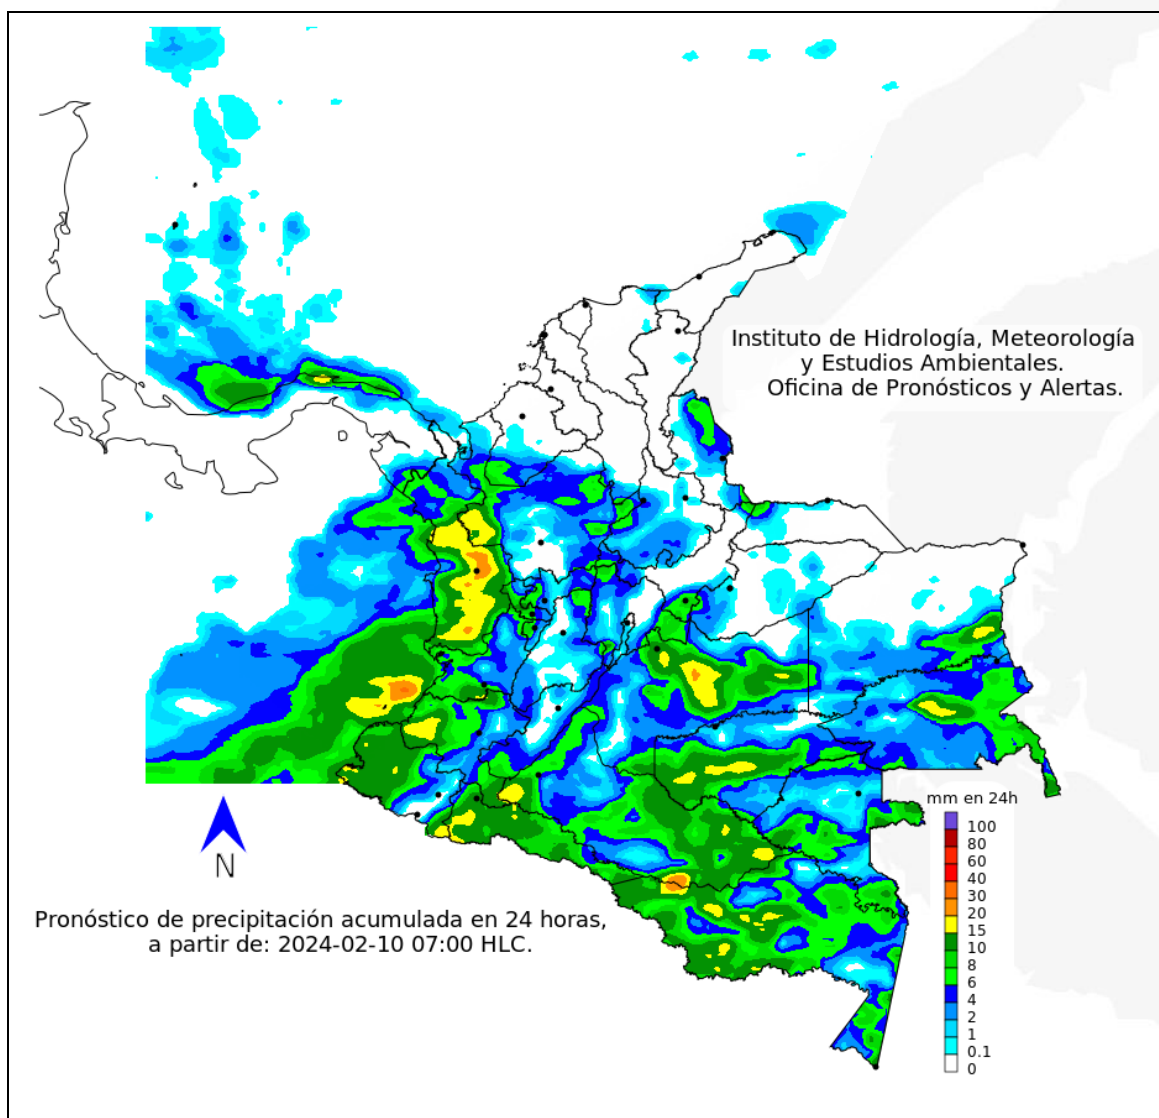 Instituto de Hidrología, Meteorología
y Estudios Ambientales.
Oficina de Pronósticos y Alertas.
mm en 24h
100
80
60
40
30
20
15
10
8
6
4
2
1
0.1
0
N
Pronóstico de precipitación acumulada en 24 horas,
a partir de: 2024-02-10 07:00 HLC.